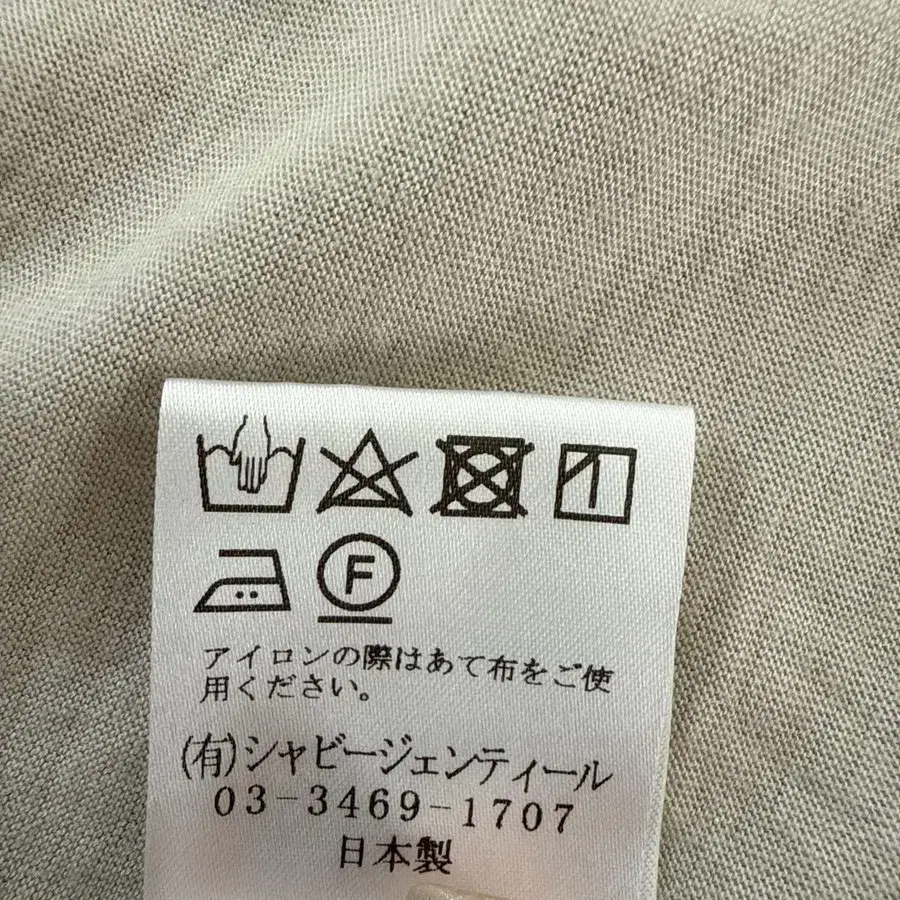 F
アイロンの際はあて布をご使
用ください。
(有)シャビージェンティール
03-3469-1707
日本製